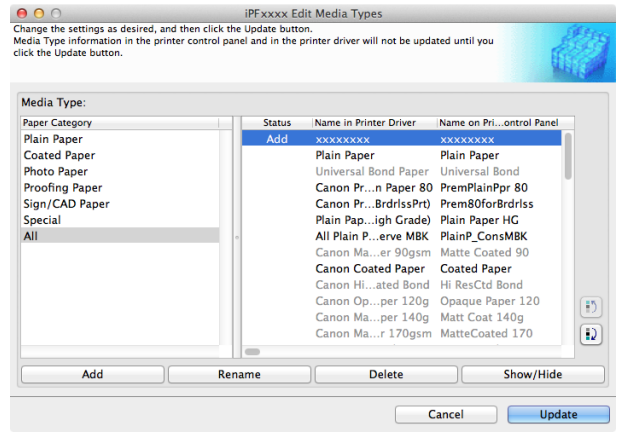 iPFxxxx Edit Media Types
Change the settings as desired, and then click the Update button.
Media Type information in the printer control panel and in the printer driver will not be updated until you
click the Update button.
Media Type:
Paper Category
Plain Paper
Coated Paper
Photo Paper
Proofing Paper
Sign/CAD Paper
Special
All
Status Name in Printer Driver Name on Pri...ontrol Panel
Add xxxxxxxx xxxxxxxx
Plain Paper Plain Paper
Universal Bond Paper Universal Bond
Canon Pr...n Paper 80 PremPlainPpr 80
Canon Pr...BrdrlssPrt) Prem80forBrdrlss
Plain Pap...igh Grade) Plain Paper HG
All Plain P...erve MBK PlainP_ConsMBK
Canon Ma...er 90gsm Matte Coated 90
Canon Coated Paper Coated Paper
Canon Hi...ated Bond Hi ResCtd Bond
Canon Op...per 120g Opaque Paper 120
Canon Ma...per 140g Matt Coat 140g
Canon Ma...r 170gsm MatteCoated 170
Add Rename Delete Show/Hide
Cancel Update